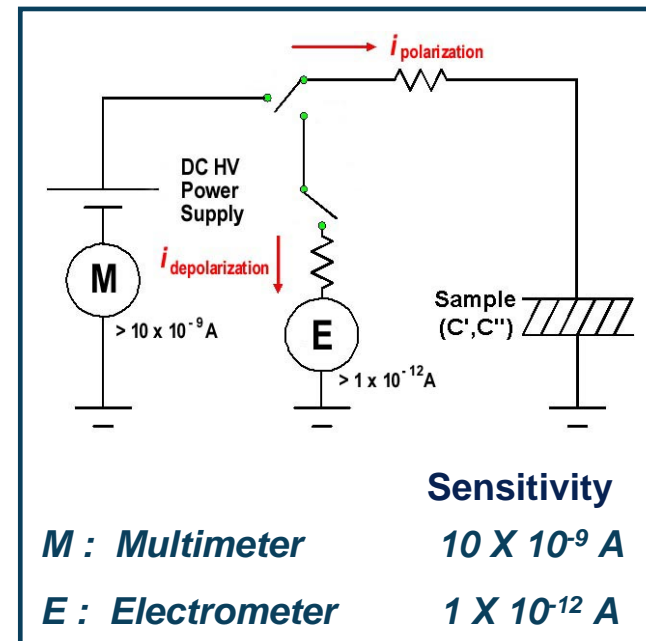 i polarization
DC HV
Power
Supply
i depolarization
M
> 10 x 10⁻⁹A
E
> 1 x 10⁻¹²A
Sample
(C',C'')
Sensitivity
M : Multimeter 10 X 10⁻⁹ A
E : Electrometer 1 X 10⁻¹² A